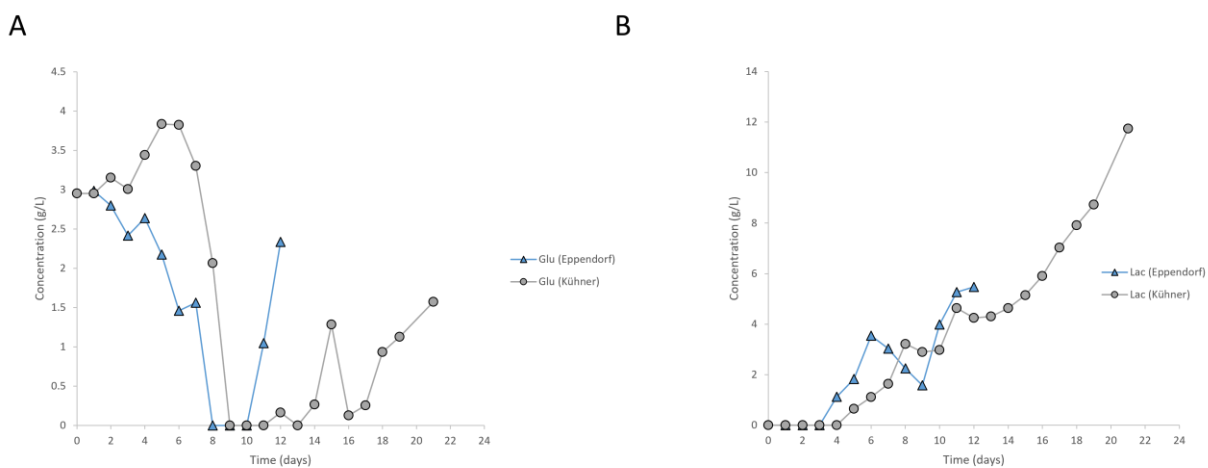 A
B
4.5
4
3.5
3
2.5
2
1.5
1
0.5
0
0 2 4 6 8 10 12 14 16 18 20 22 24
Concentration (g/L)
Time (days)
Glu (Eppendorf)
Glu (Kühner)
14
12
10
8
6
4
2
0
0 2 4 6 8 10 12 14 16 18 20 22 24
Concentration (g/L)
Time (days)
Lac (Eppendorf)
Lac (Kühner)